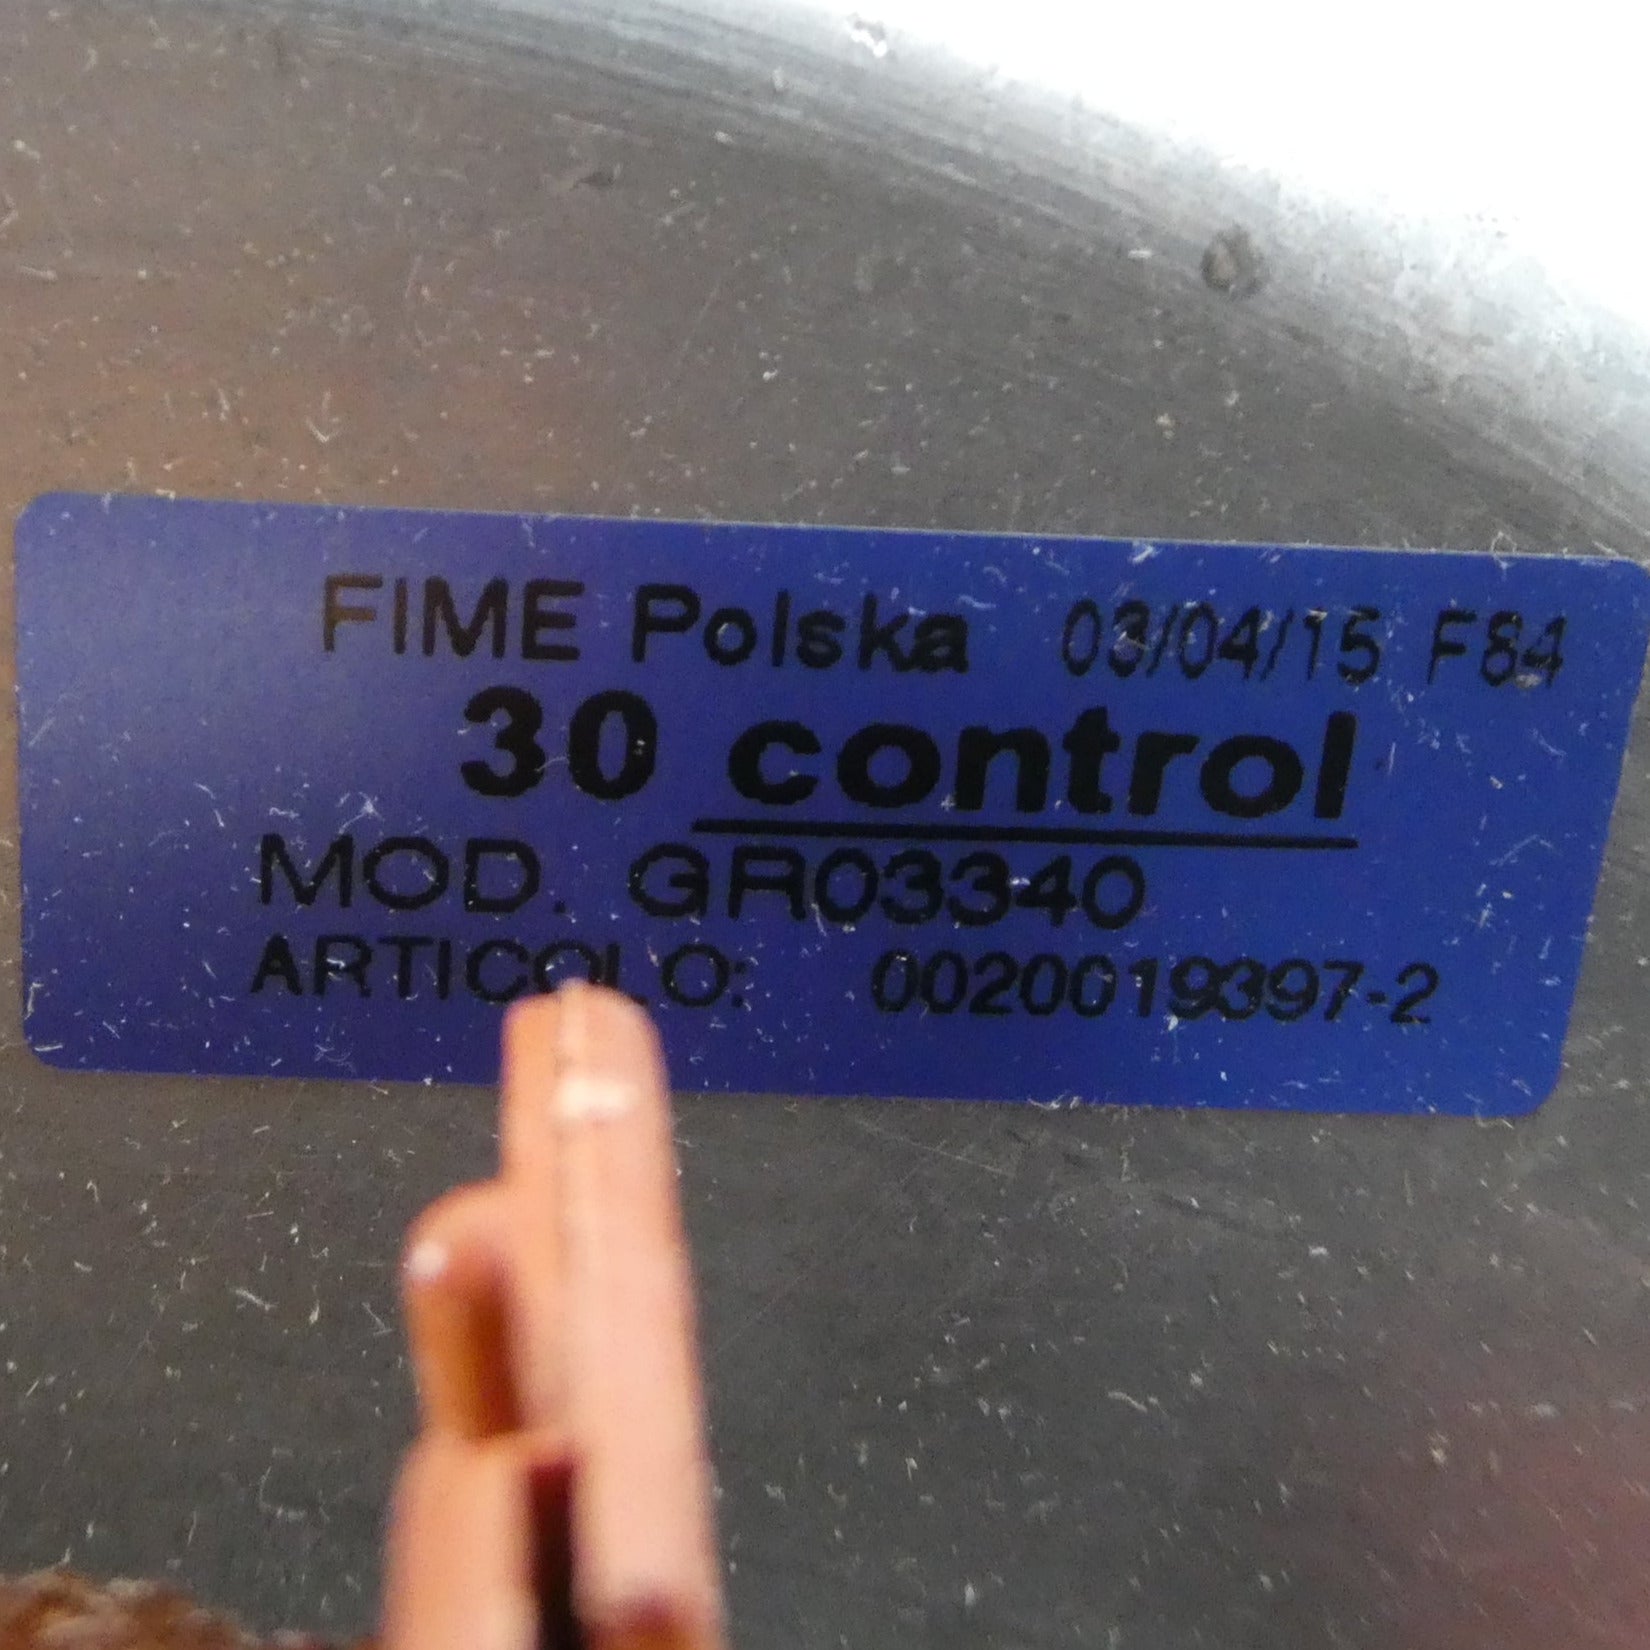 FIME Polska 03/04/15 F84
30 control
MOD. GR03340
ARTICOLO: 0020019397-2